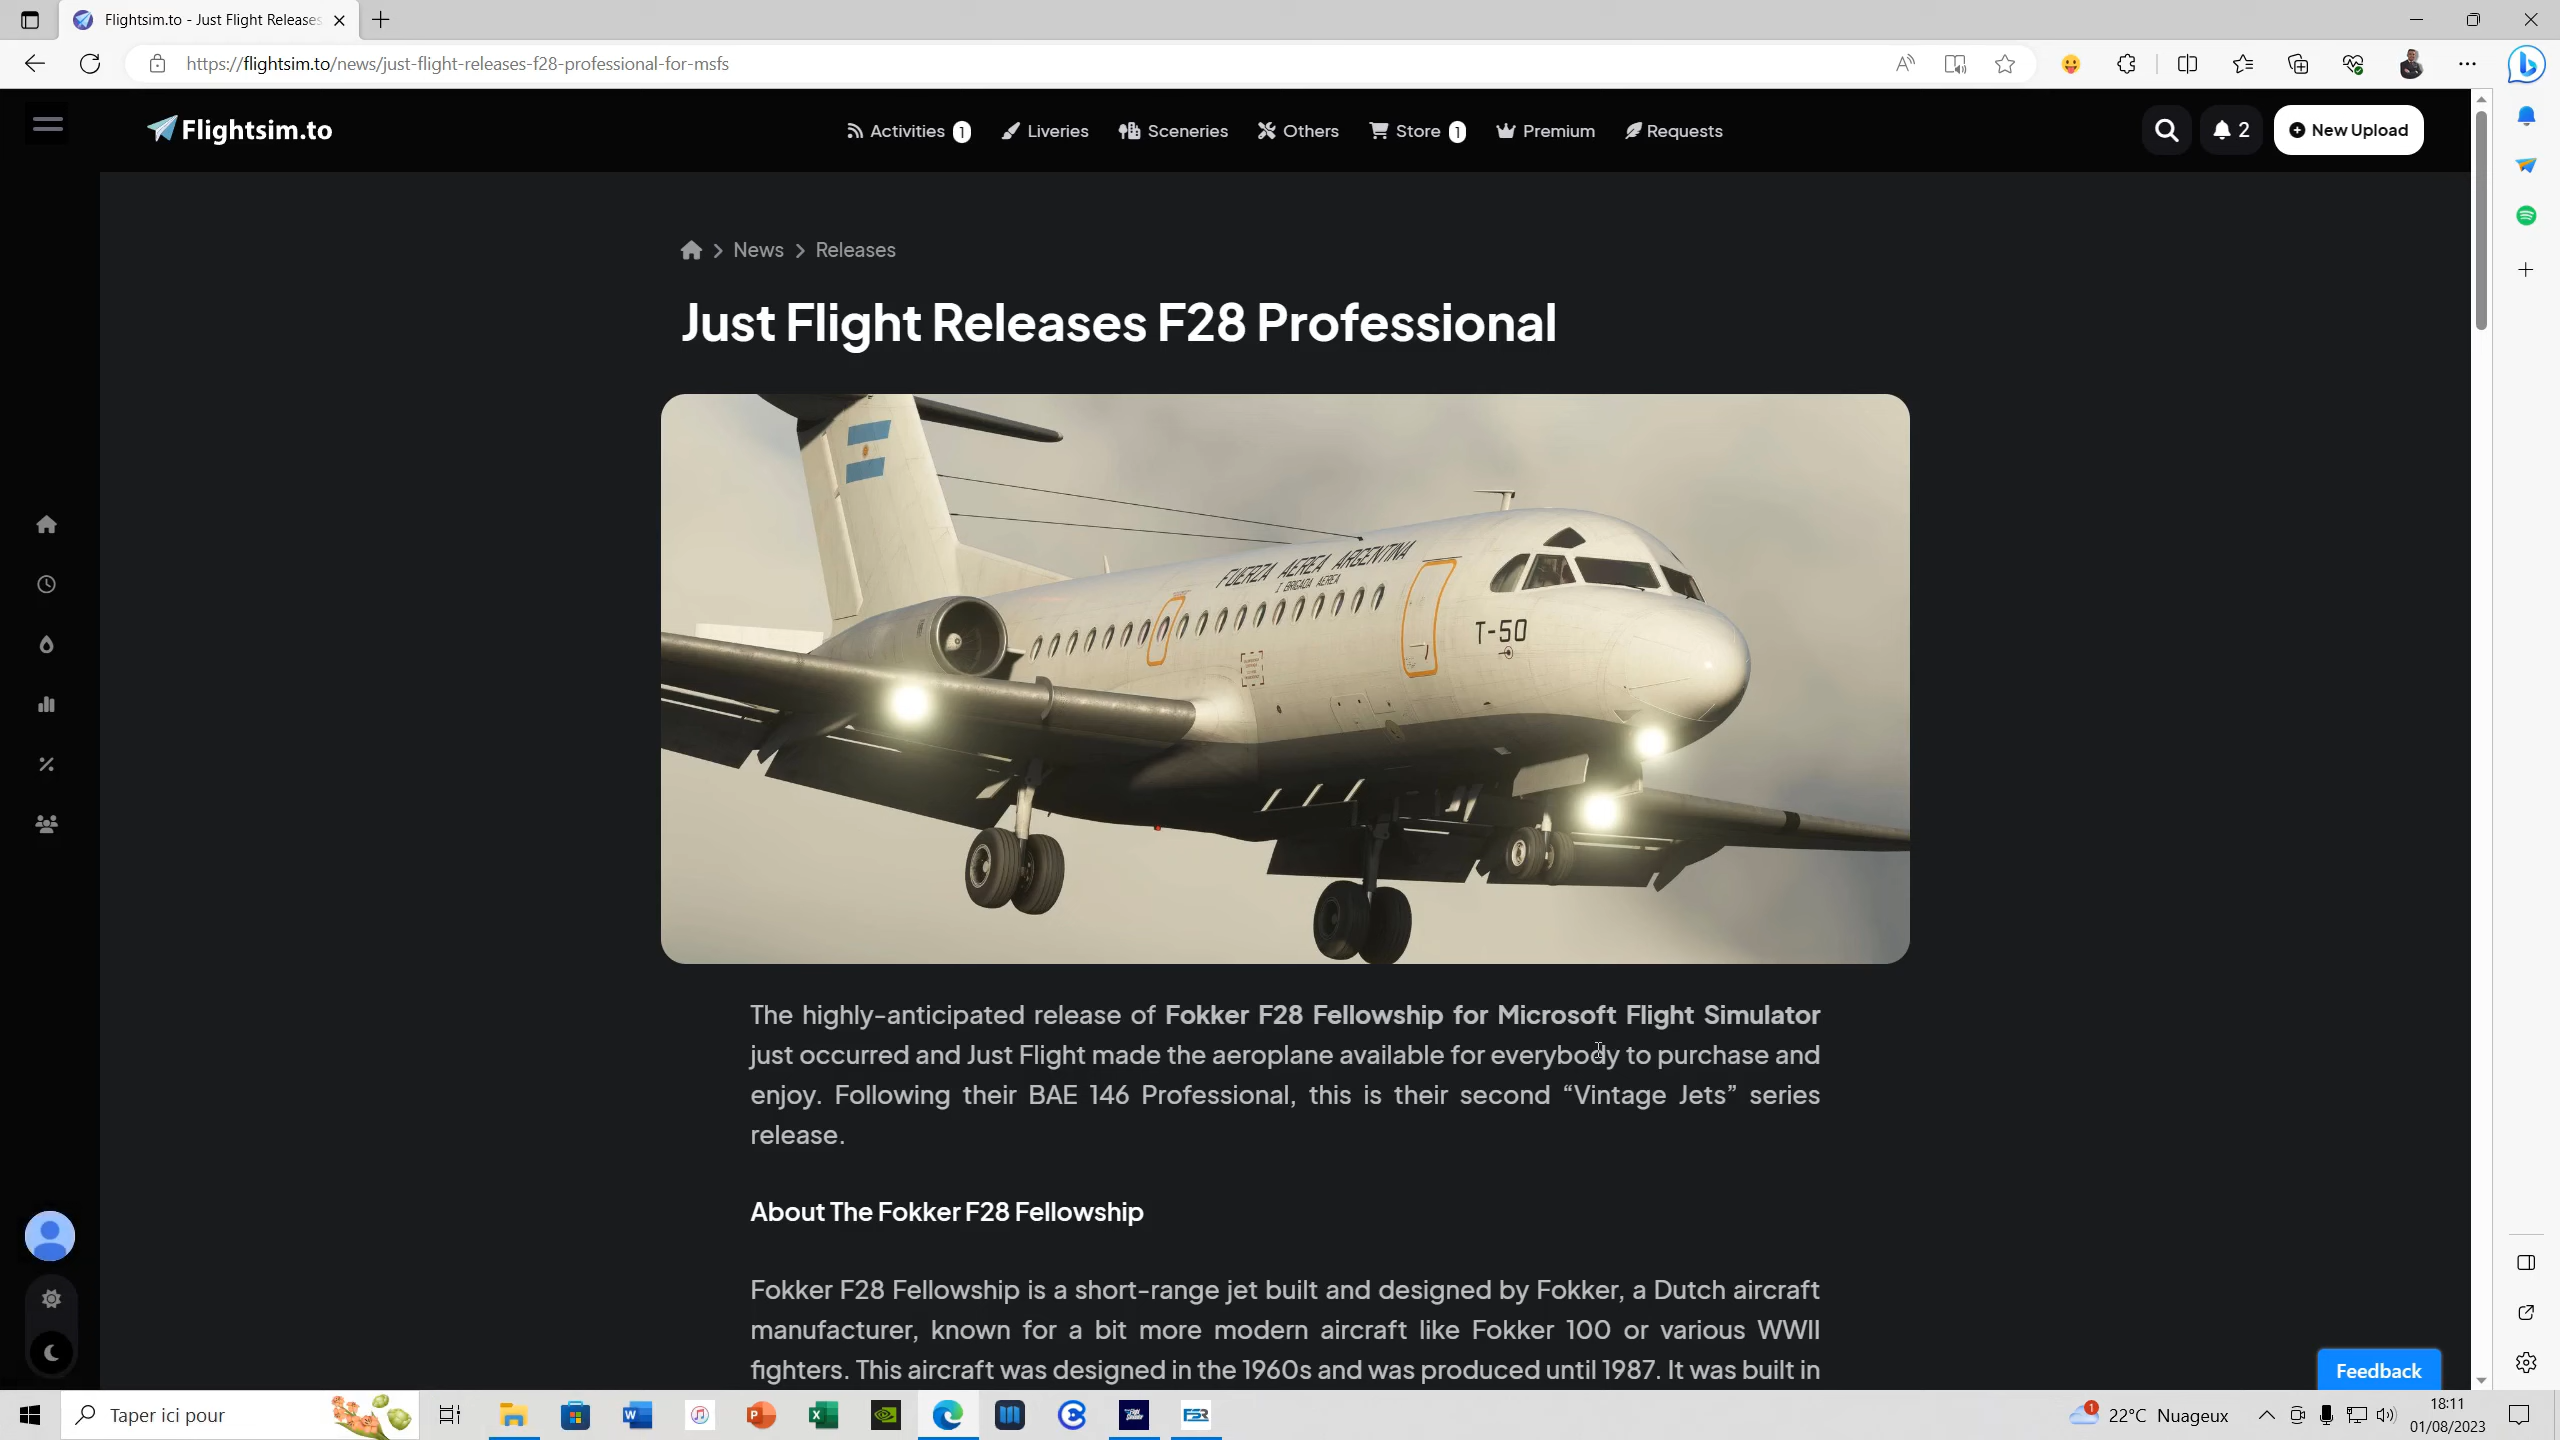 Flightsim.to - Just Flight Releases
https://flightsim.to/news/just-flight-releases-f28-professional-for-msfs
Flightsim.to
Activities 1
Liveries
Sceneries
Others
Store 1
Premium
Requests
2
New Upload
News
Releases
Just Flight Releases F28 Professional
FUERZA AEREA ARGENTINA
I BRIGADA AEREA
T-50
The highly-anticipated release of Fokker F28 Fellowship for Microsoft Flight Simulator
just occurred and Just Flight made the aeroplane available for everybody to purchase and
enjoy. Following their BAE 146 Professional, this is their second “Vintage Jets” series
release.
About The Fokker F28 Fellowship
Fokker F28 Fellowship is a short-range jet built and designed by Fokker, a Dutch aircraft
manufacturer, known for a bit more modern aircraft like Fokker 100 or various WWII
fighters. This aircraft was designed in the 1960s and was produced until 1987. It was built in
Feedback
Taper ici pour
FSR
1
22°C Nuageux
18:11
01/08/2023